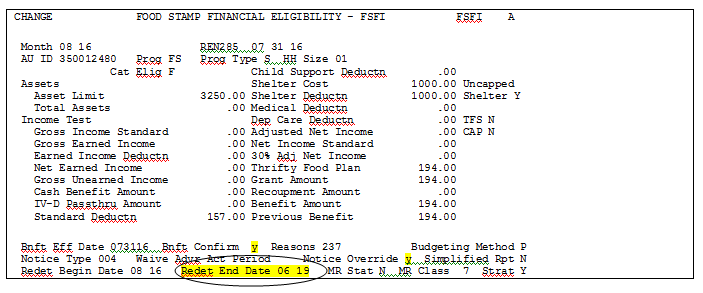 CHANGE FOOD STAMP FINANCIAL ELIGIBILITY - FSFI FSFI A
Month 08 16 REN285 07 31 16
AU ID 350012480 Prog FS Prog Type S HH Size 01
Cat Elig F Child Support Deductn .00
Assets Shelter Cost 1000.00 Uncapped
Asset Limit 3250.00 Shelter Deductn 1000.00 Shelter Y
Total Assets .00 Medical Deductn .00
Income Test Dep Care Deductn .00 TFS N
Gross Income Standard .00 Adjusted Net Income .00 CAP N
Gross Earned Income .00 Net Income Standard .00
Earned Income Deductn .00 30% Adj Net Income .00
Net Earned Income .00 Thrifty Food Plan 194.00
Gross Unearned Income .00 Grant Amount 194.00
Cash Benefit Amount .00 Recoupment Amount .00
IV-D Passthru Amount .00 Benefit Amount 194.00
Standard Deductn 157.00 Previous Benefit 194.00
Bnft Eff Date 073116 Bnft Confirm y Reasons 237 Budgeting Method P
Notice Type 004 Waive Advr Act Period Notice Override y Simplified Rpt N
Redet Begin Date 08 16 Redet End Date 06 19 MR Stat N MR Class 7 Strat Y